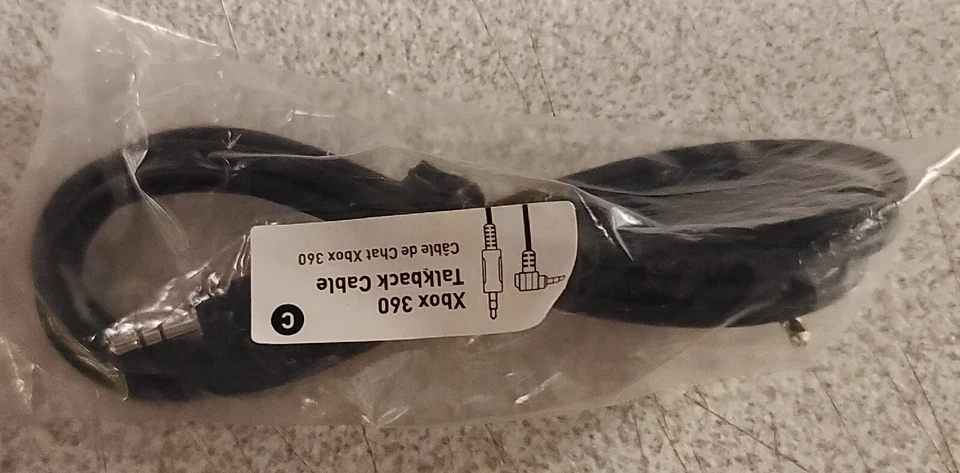 C
Xbox 360
Talkback Cable
Câble de Chat Xbox 360